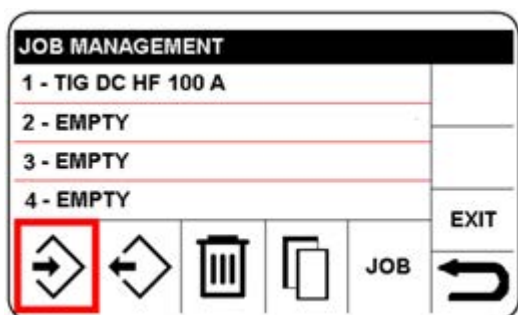 JOB MANAGEMENT
1 - TIG DC HF 100 A
2 - EMPTY
3 - EMPTY
4 - EMPTY
EXIT
JOB